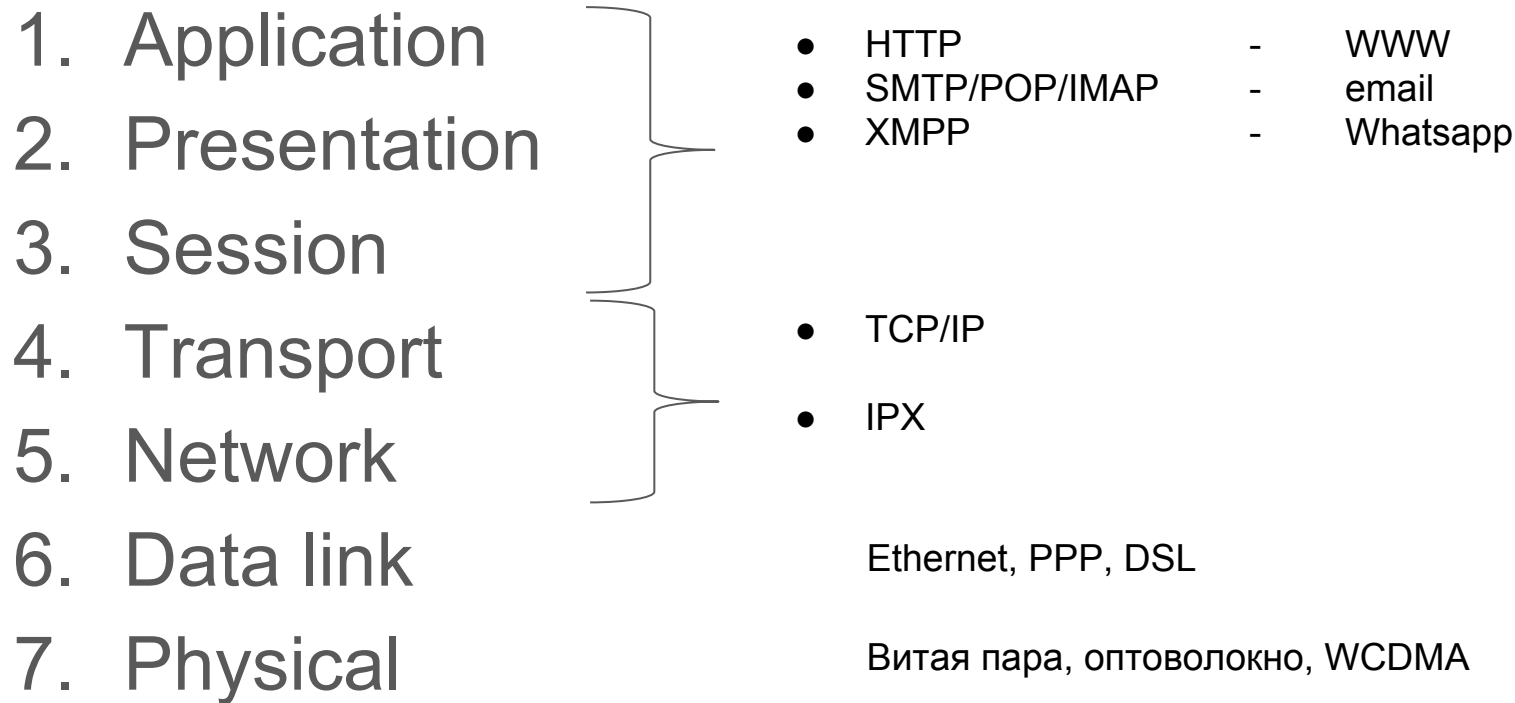 1. Application
2. Presentation
3. Session
4. Transport
5. Network
6. Data link
7. Physical
● HTTP - WWW
● SMTP/POP/IMAP - email
● XMPP - Whatsapp
● TCP/IP
● IPX
Ethernet, PPP, DSL
Витая пара, оптоволокно, WCDMA